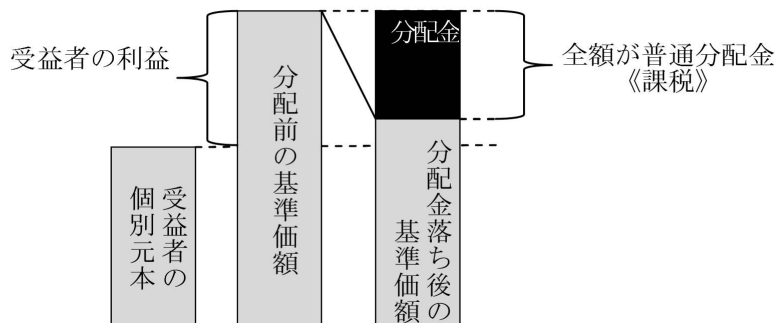 受益者の利益
受益者の
個別元本
分配前の基準価額
分配金
分配金落ち後の
基準価額
全額が普通分配金
《課税》